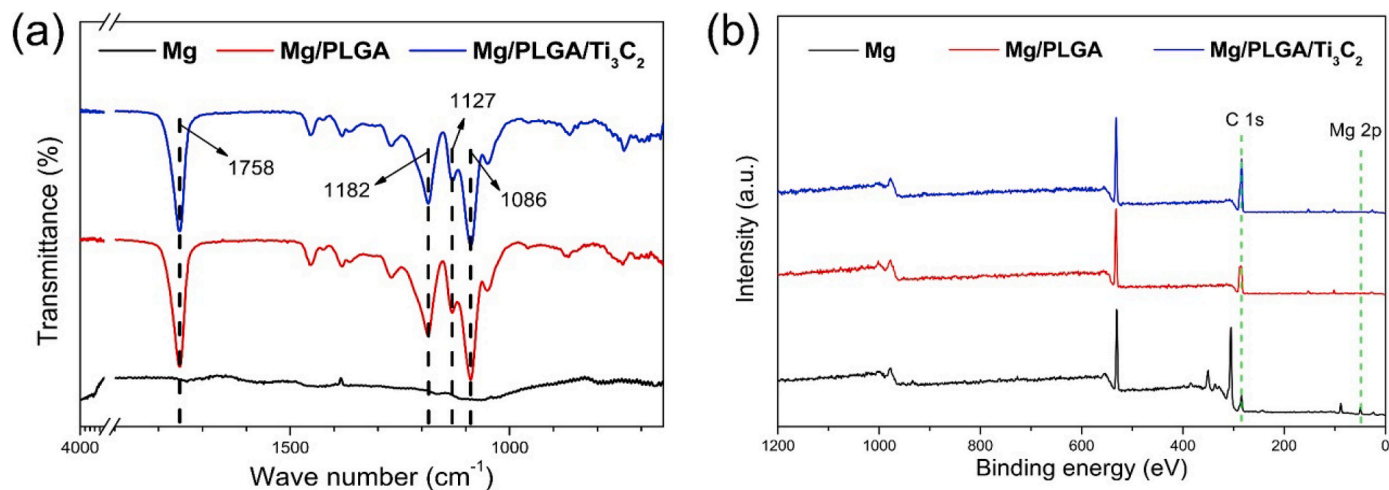 (a)
Mg Mg/PLGA Mg/PLGA/Ti₃C₂
1758
1182
1127
1086
Transmittance (%)
4000 1500 1000
Wave number (cm⁻¹)
(b)
Mg Mg/PLGA Mg/PLGA/Ti₃C₂
C 1s
Mg 2p
Intensity (a.u.)
1200 1000 800 600 400 200 0
Binding energy (eV)